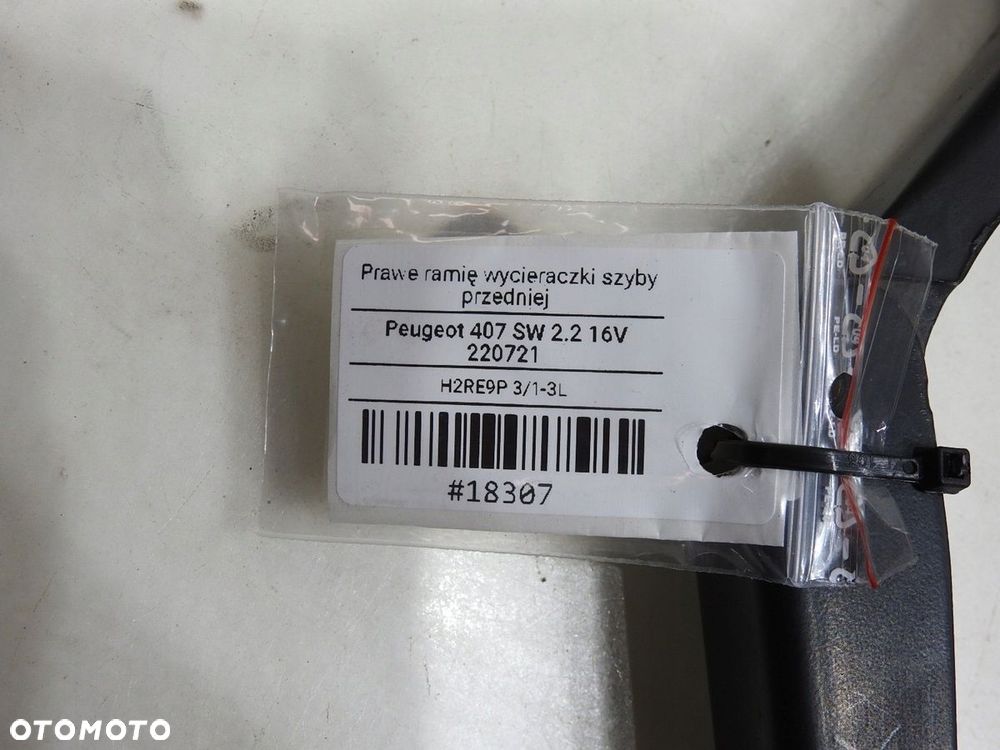 Prawe ramię wycieraczki szyby
przedniej
Peugeot 407 SW 2.2 16V
220721
H2RE9P 3/1-3L
#18307
OTOMOTO